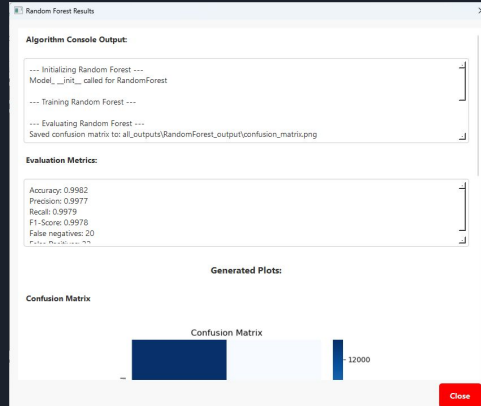 Random Forest Results
Algorithm Console Output:
--- Initializing Random Forest ---
Model_ __init__ called for RandomForest
--- Training Random Forest ---
--- Evaluating Random Forest ---
Saved confusion matrix to: all_outputs\RandomForest_output\confusion_matrix.png
Evaluation Metrics:
Accuracy: 0.9982
Precision: 0.9977
Recall: 0.9979
F1-Score: 0.9978
False negatives: 20
Generated Plots:
Confusion Matrix
Confusion Matrix
12000
Close